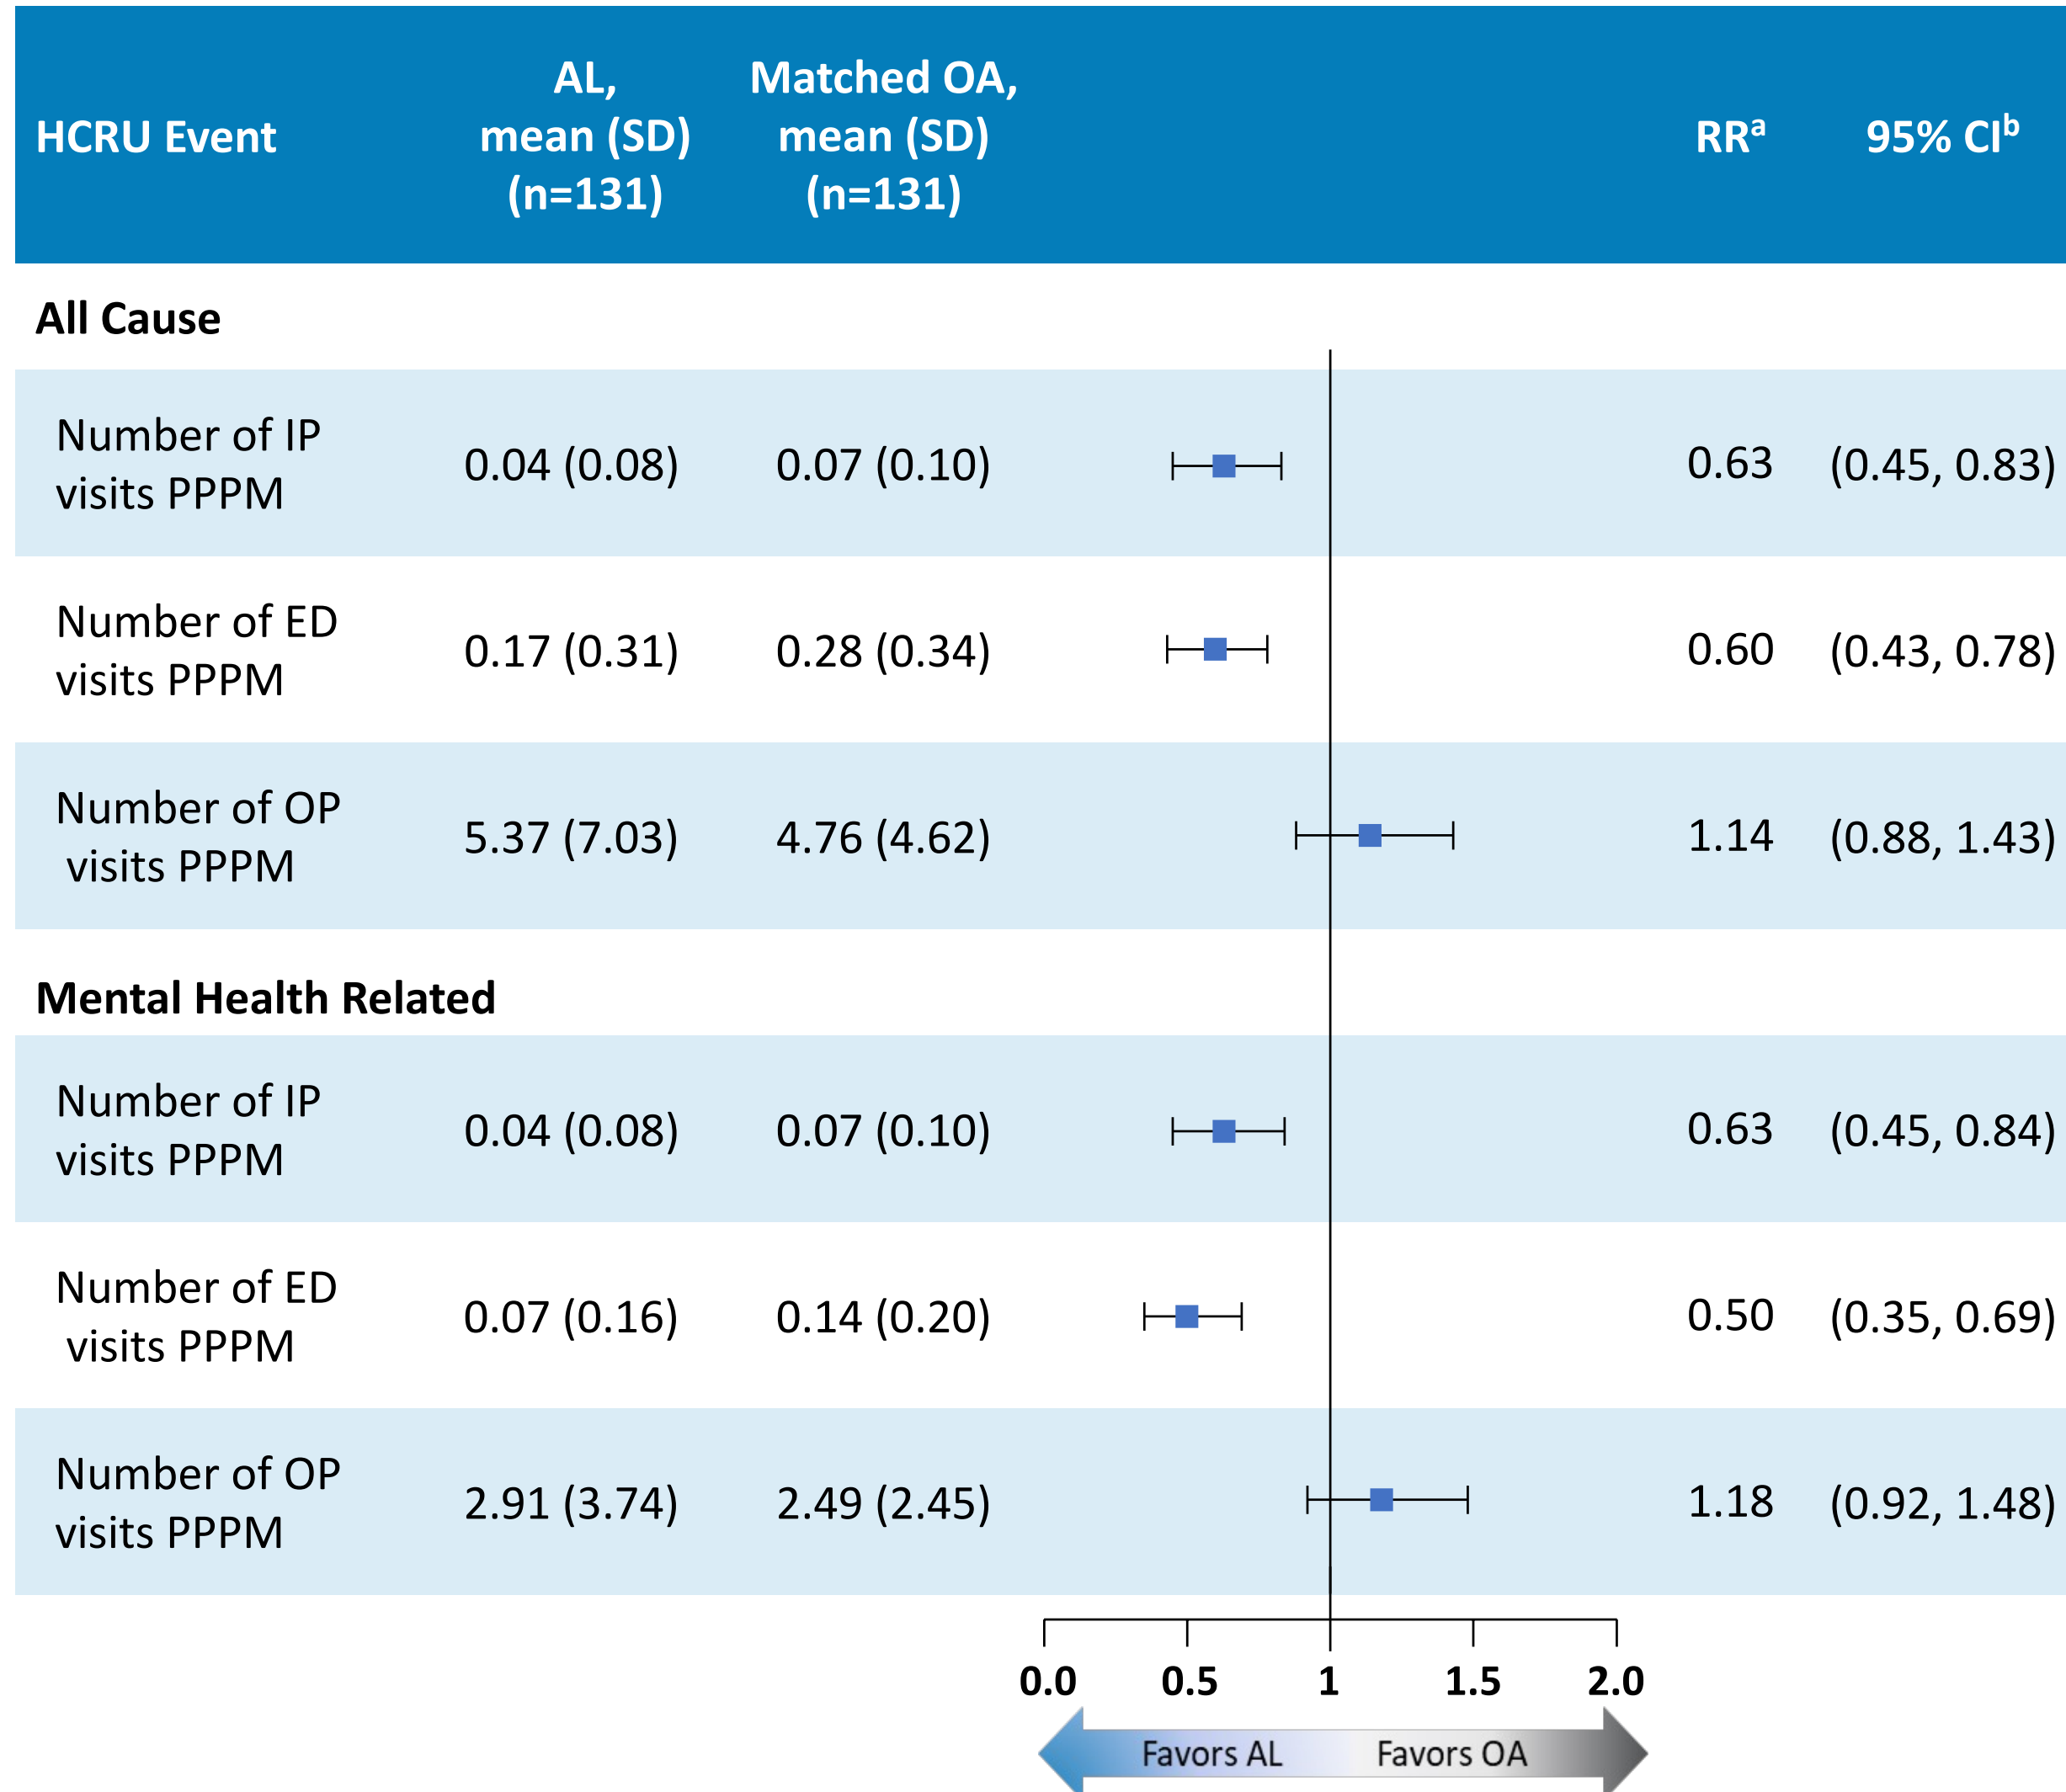 HCRU Event
AL,
mean (SD)
(n=131)
Matched OA,
mean (SD)
(n=131)
RRa
95% CIb
All Cause
Number of IP
visits PPPM
0.04 (0.08)
0.07 (0.10)
0.63
(0.45, 0.83)
Number of ED
visits PPPM
0.17 (0.31)
0.28 (0.34)
0.60
(0.43, 0.78)
Number of OP
visits PPPM
5.37 (7.03)
4.76 (4.62)
1.14
(0.88, 1.43)
Mental Health Related
Number of IP
visits PPPM
0.04 (0.08)
0.07 (0.10)
0.63
(0.45, 0.84)
Number of ED
visits PPPM
0.07 (0.16)
0.14 (0.20)
0.50
(0.35, 0.69)
Number of OP
visits PPPM
2.91 (3.74)
2.49 (2.45)
1.18
(0.92, 1.48)
0.0 0.5 1 1.5 2.0
Favors AL Favors OA